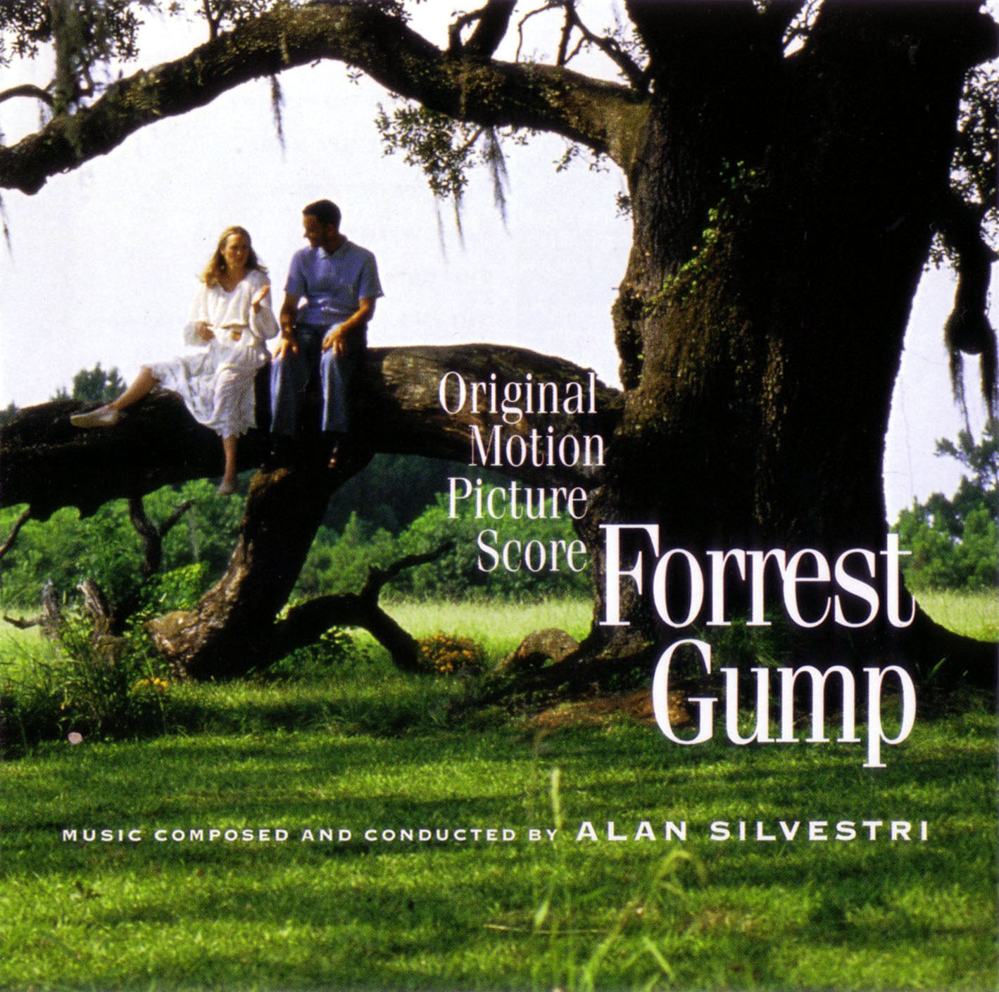 Original
Motion
Picture
Score
Forrest
Gump
MUSIC COMPOSED AND CONDUCTED BY ALAN SILVESTRI